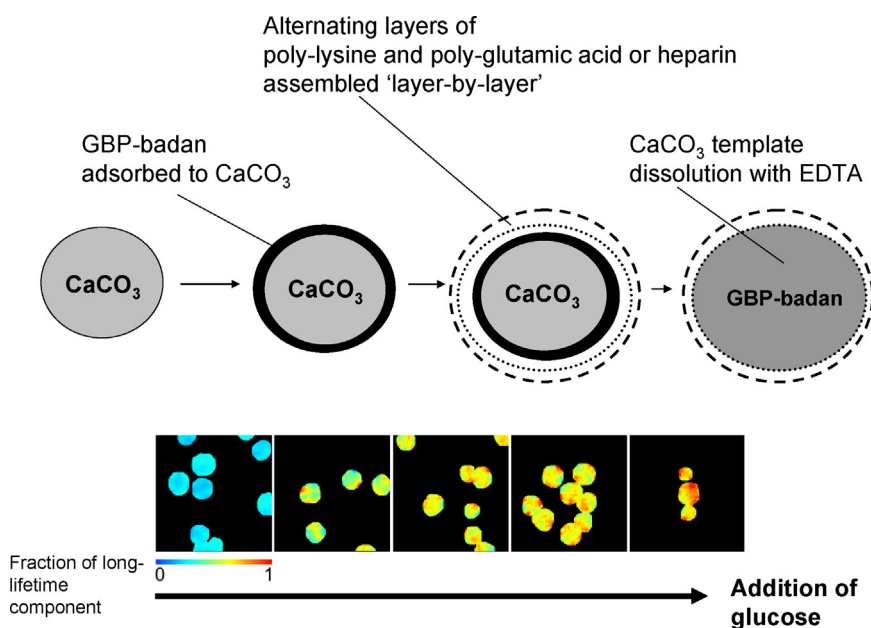 Alternating layers of
poly-lysine and poly-glutamic acid or heparin
assembled ‘layer-by-layer’
GBP-badan
adsorbed to CaCO₃
CaCO₃ template
dissolution with EDTA
CaCO₃
CaCO₃
CaCO₃
GBP-badan
Fraction of long-
lifetime
component
0
1
Addition of
glucose